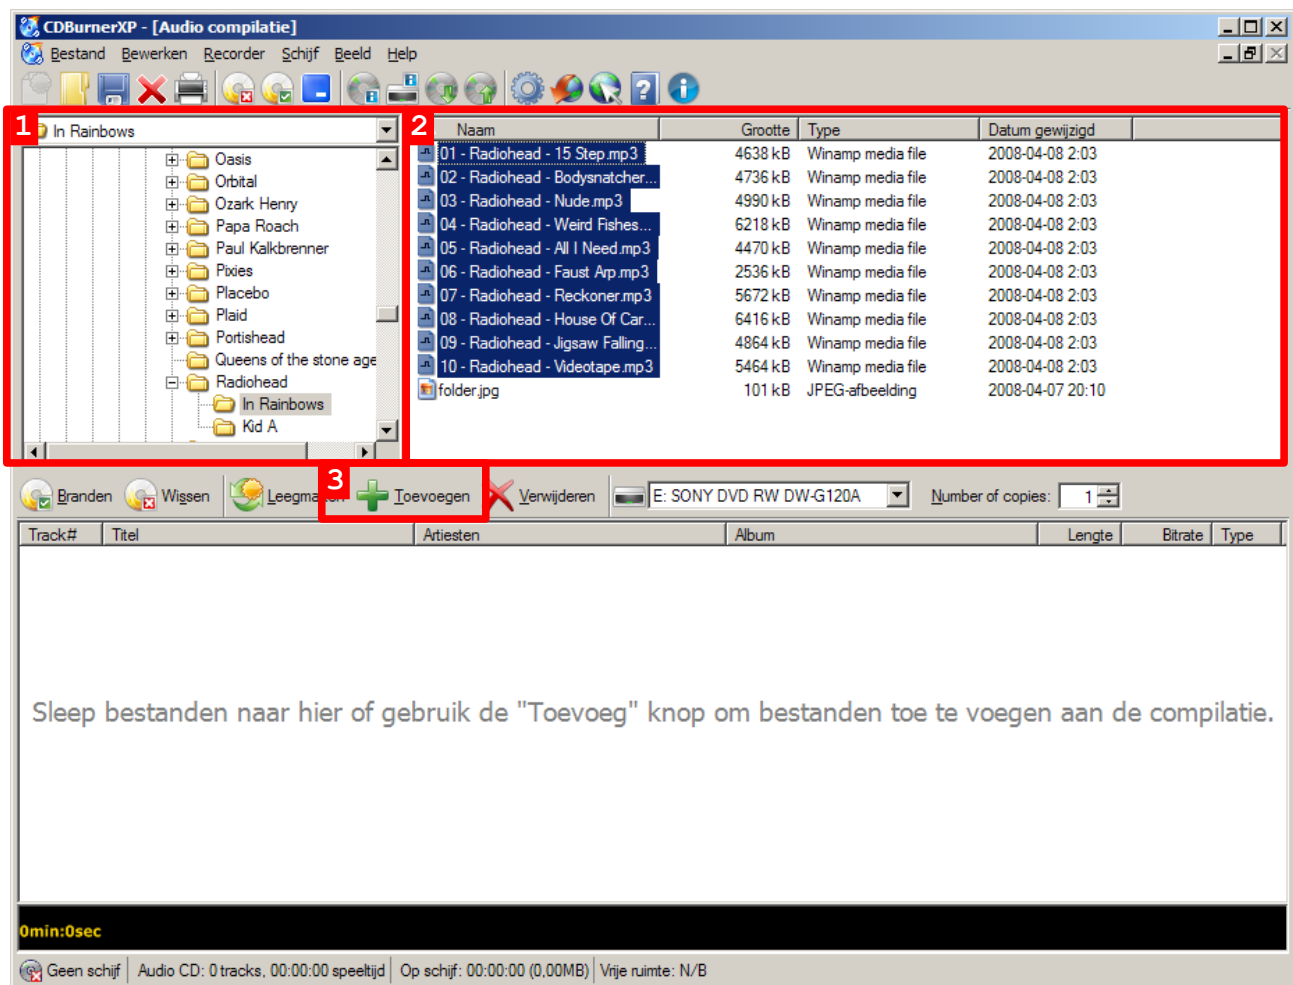 CDBurnerXP - [Audio compilatie]
Bestand Bewerken Recorder Schijf Beeld Help
1
In Rainbows
Oasis
Orbital
Ozark Henry
Papa Roach
Paul Kalkbrenner
Pixies
Placebo
Plaid
Portishead
Queens of the stone age
Radiohead
In Rainbows
Kid A
2
Naam Grootte Type Datum gewijzigd
01 - Radiohead - 15 Step.mp3 4638 kB Winamp media file 2008-04-08 2:03
02 - Radiohead - Bodysnatcher... 4736 kB Winamp media file 2008-04-08 2:03
03 - Radiohead - Nude.mp3 4990 kB Winamp media file 2008-04-08 2:03
04 - Radiohead - Weird Fishes... 6218 kB Winamp media file 2008-04-08 2:03
05 - Radiohead - All I Need.mp3 4470 kB Winamp media file 2008-04-08 2:03
06 - Radiohead - Faust Arp.mp3 2536 kB Winamp media file 2008-04-08 2:03
07 - Radiohead - Reckoner.mp3 5672 kB Winamp media file 2008-04-08 2:03
08 - Radiohead - House Of Car... 6416 kB Winamp media file 2008-04-08 2:03
09 - Radiohead - Jigsaw Falling... 4864 kB Winamp media file 2008-04-08 2:03
10 - Radiohead - Videotape.mp3 5464 kB Winamp media file 2008-04-08 2:03
folder.jpg 101 kB JPEG-afbeelding 2008-04-07 20:10
3
Branden Wissen Toevoegen Verwijderen E: SONY DVD RW DW-G120A Number of copies: 1
Track# Titel Artiesten Album Lengte Bitrate Type
Sleep bestanden naar hier of gebruik de "Toevoeg" knop om bestanden toe te voegen aan de compilatie.
0min:0sec
Geen schijf Audio CD: 0 tracks, 00:00:00 speeltijd Op schijf: 00:00:00 (0,00MB) Vrije ruimte: N/B